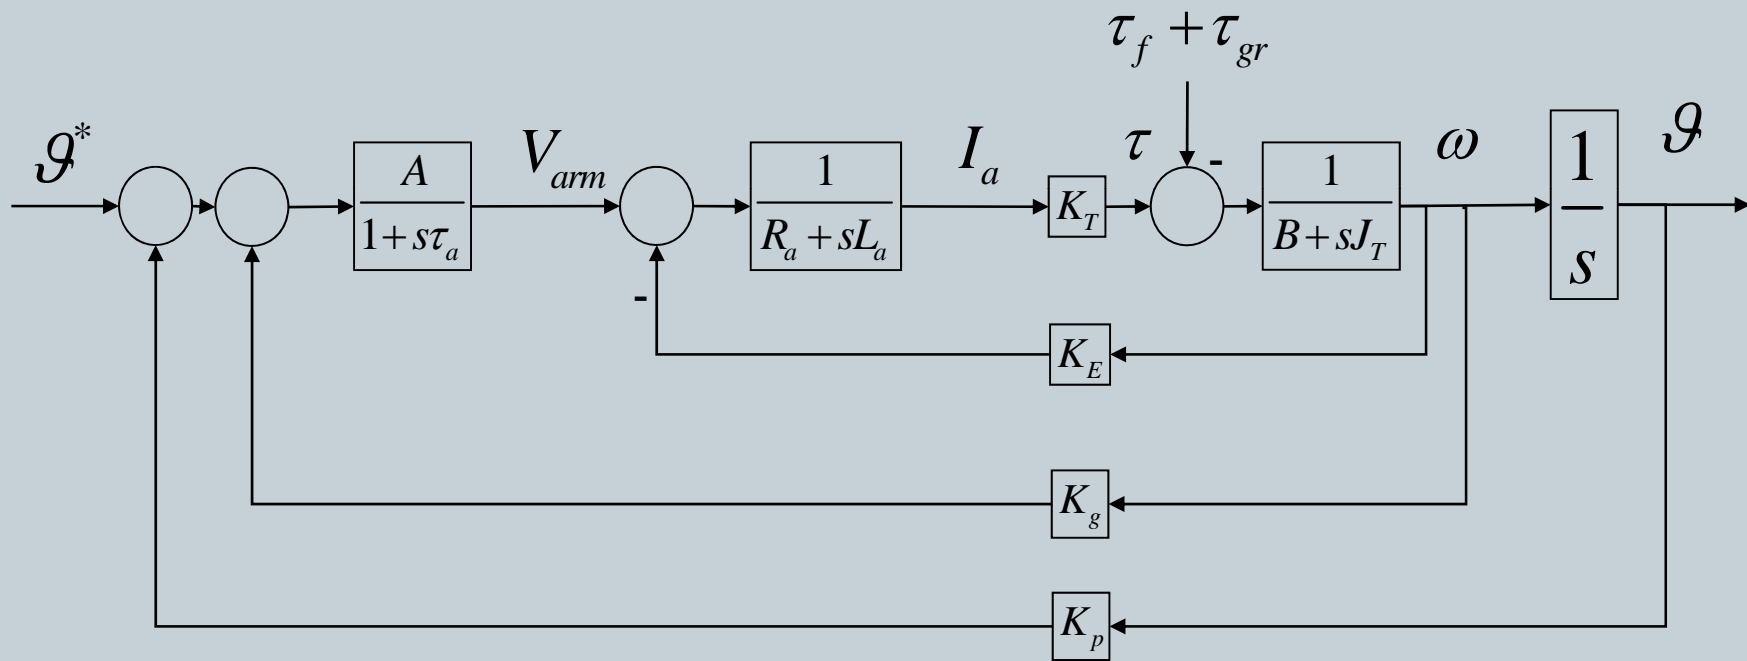 τ_f + τ_gr
ϑ*
A
1+sτ_a
V_arm
-
1
R_a + sL_a
I_a
K_T
τ
-
1
B + sJ_T
ω
1
s
ϑ
K_E
K_g
K_p